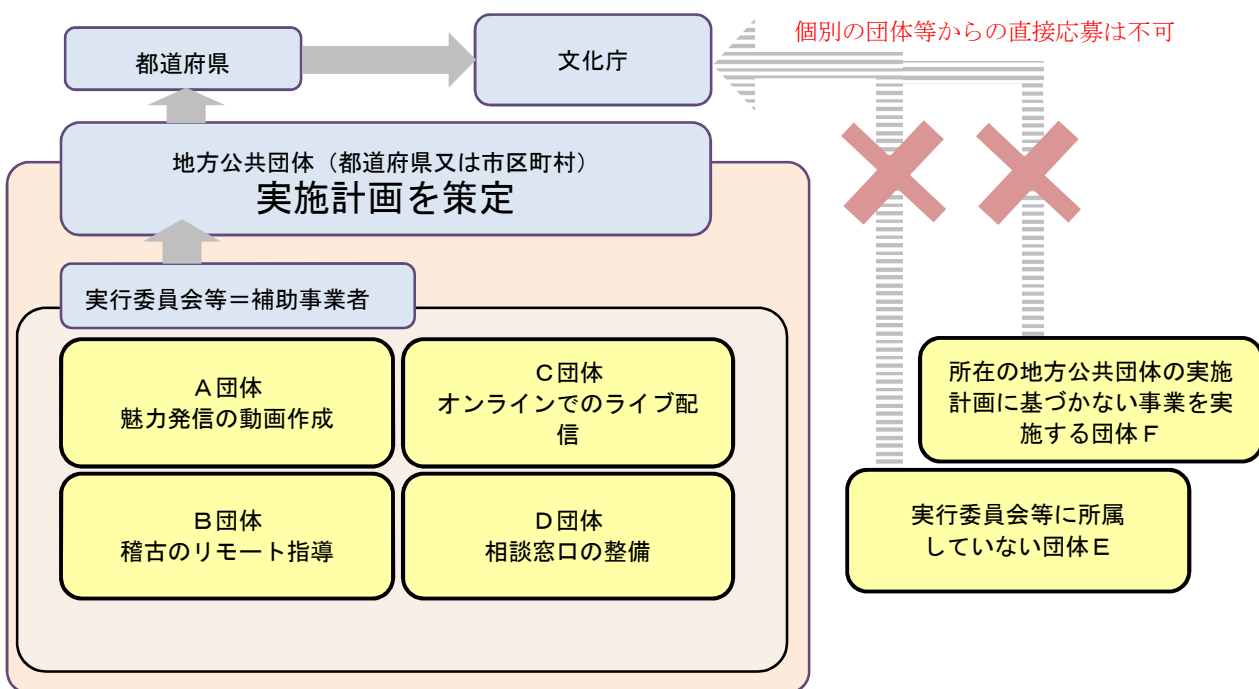 個別の団体等からの直接応募は不可
都道府県
文化庁
地方公共団体（都道府県又は市区町村）
実施計画を策定
実行委員会等＝補助事業者
Ａ団体
魅力発信の動画作成
Ｃ団体
オンラインでのライブ配
信
Ｂ団体
稽古のリモート指導
Ｄ団体
相談窓口の整備
所在の地方公共団体の実施
計画に基づかない事業を実
施する団体Ｆ
実行委員会等に所属
していない団体Ｅ